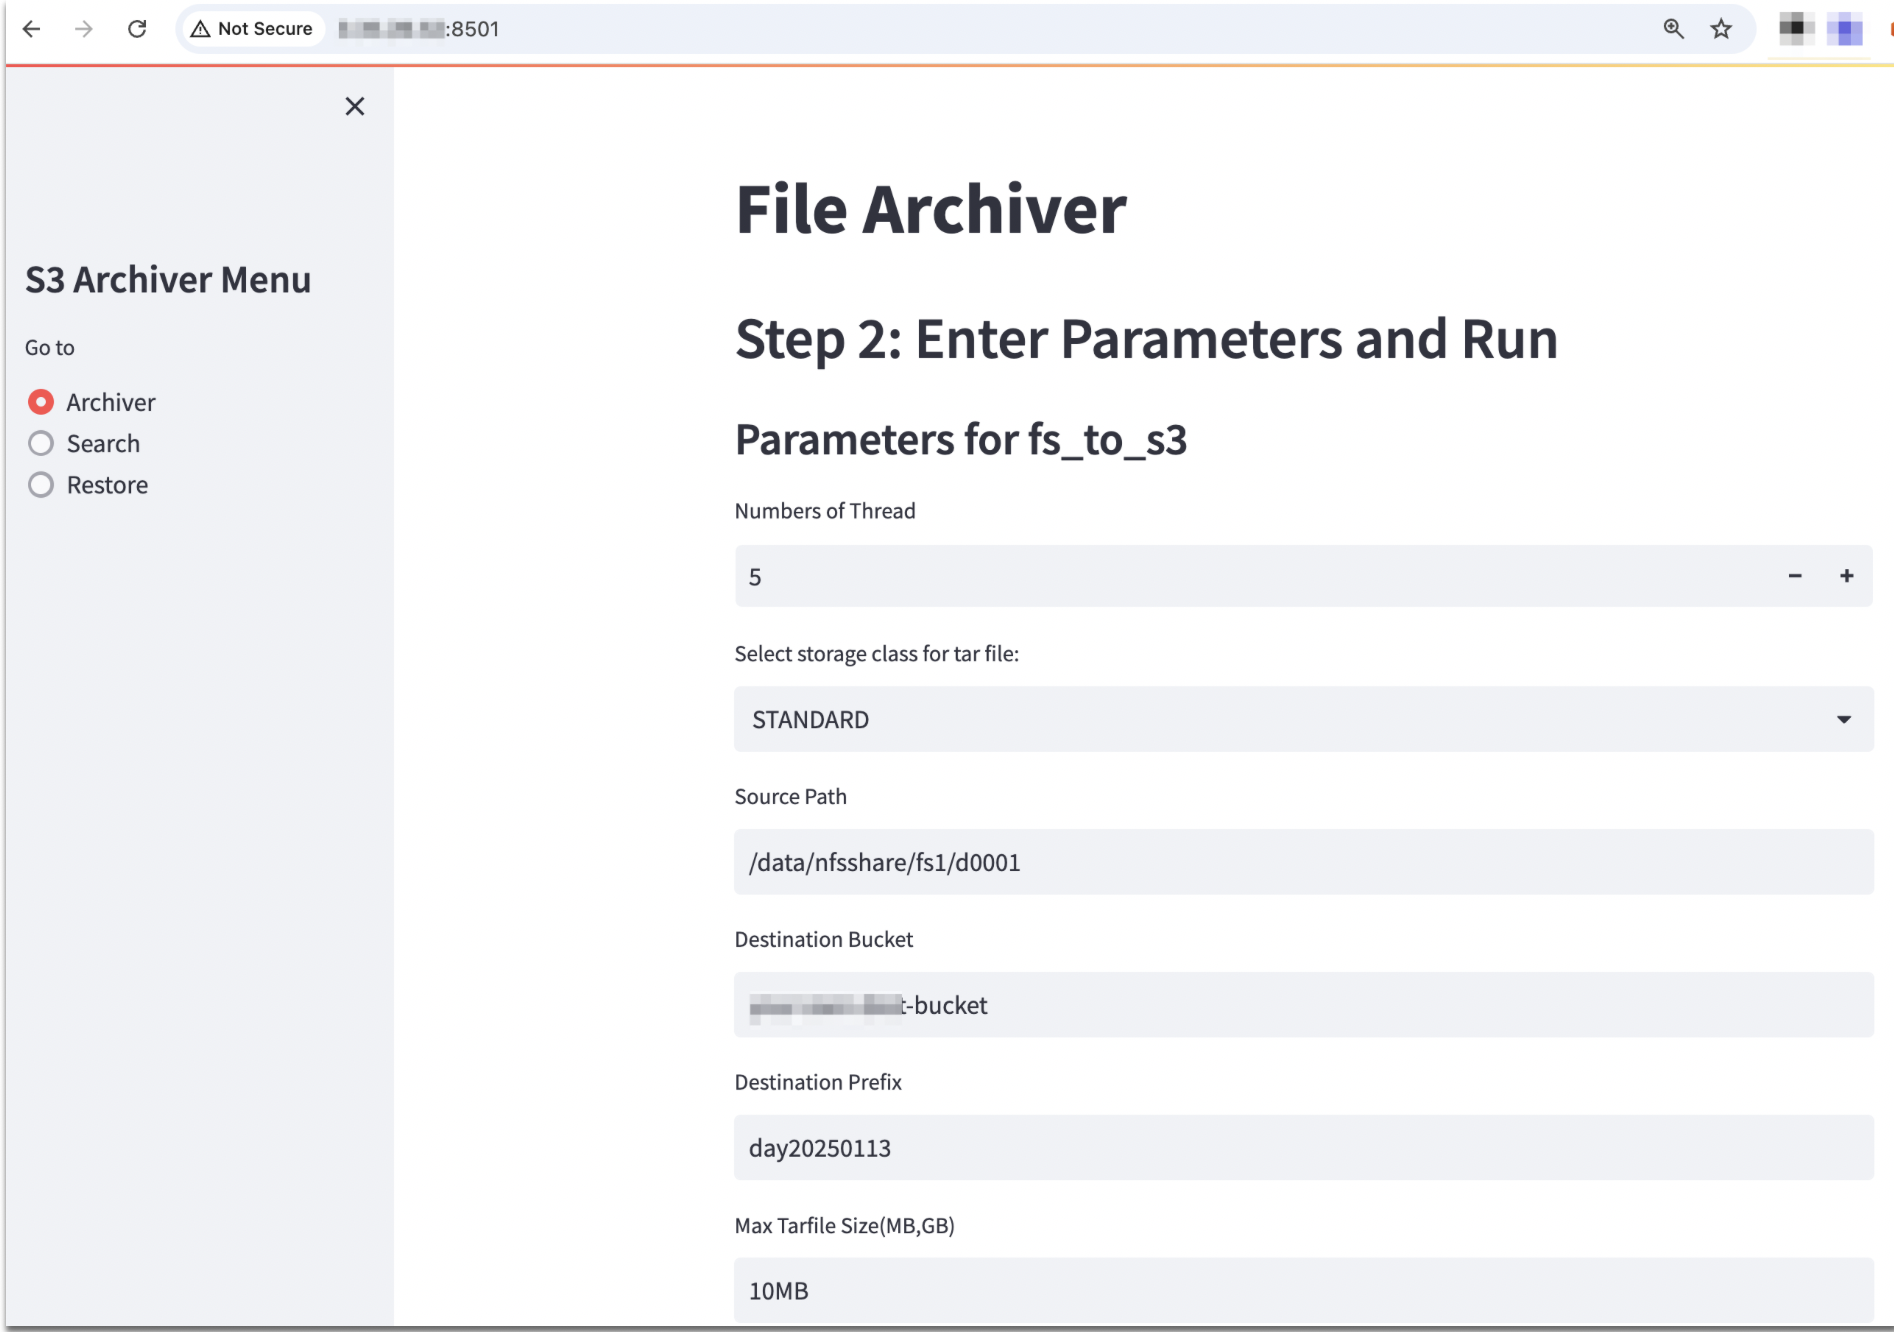 Not Secure :8501
S3 Archiver Menu
Go to
Archiver
Search
Restore
File Archiver
Step 2: Enter Parameters and Run
Parameters for fs_to_s3
Numbers of Thread
5
Select storage class for tar file:
STANDARD
Source Path
/data/nfsshare/fs1/d0001
Destination Bucket
t-bucket
Destination Prefix
day20250113
Max Tarfile Size(MB,GB)
10MB